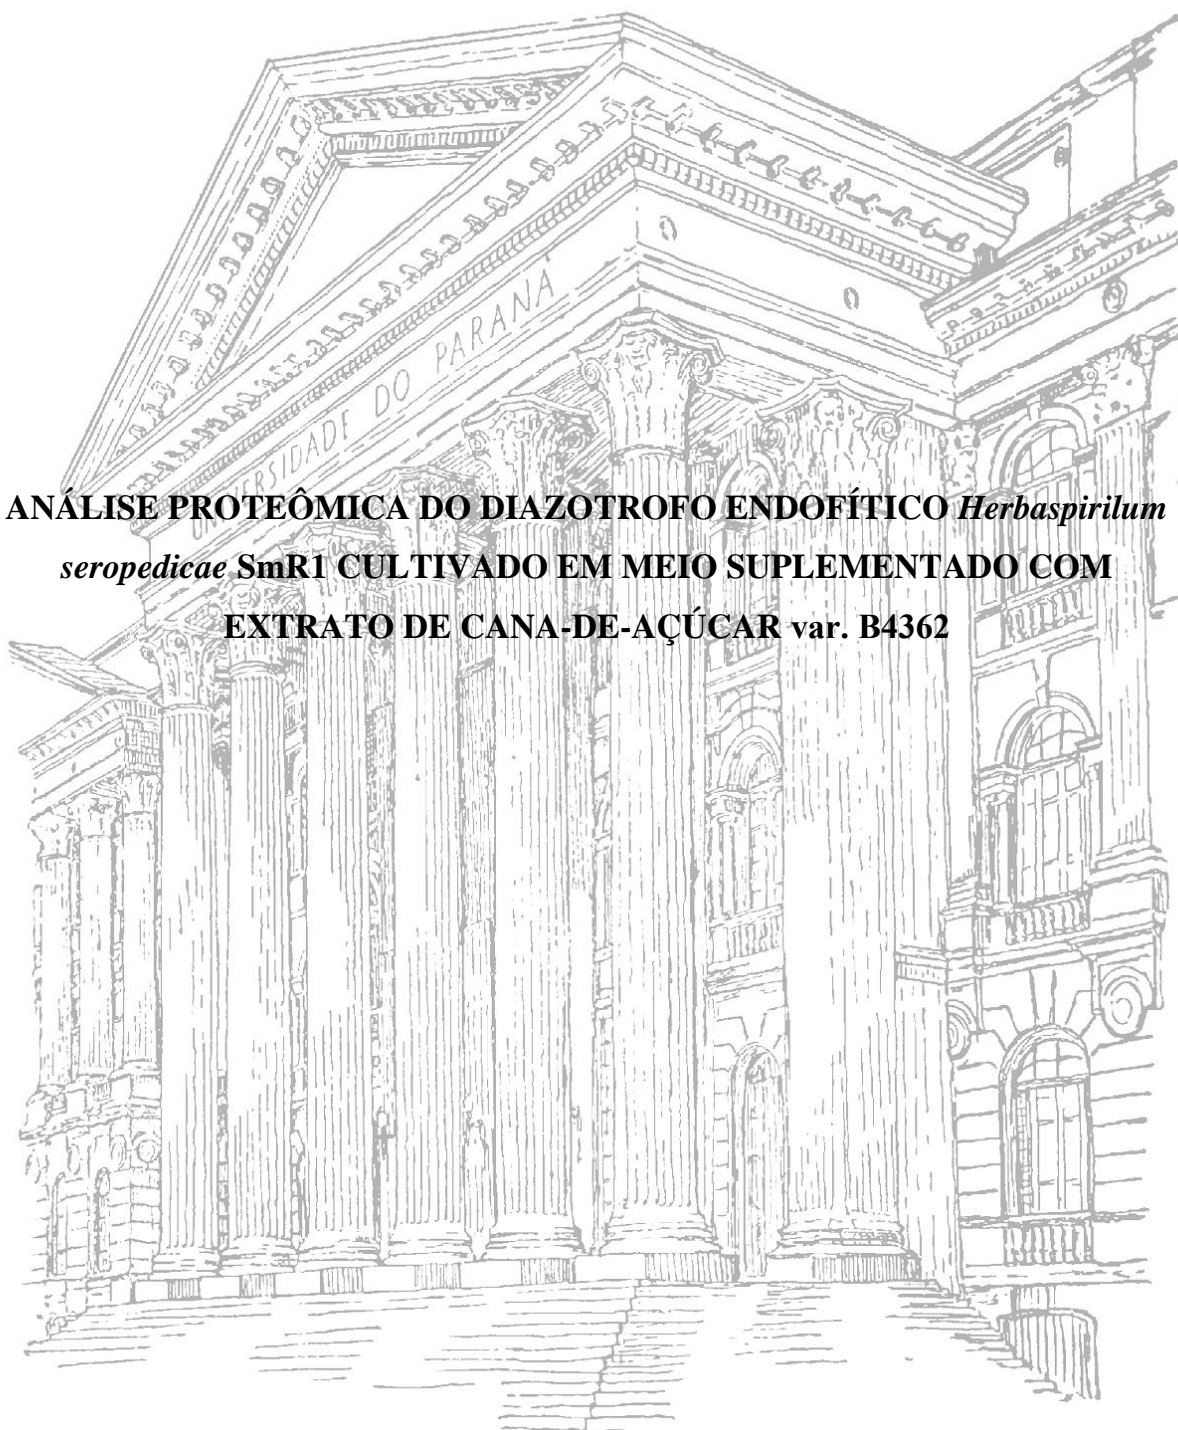 UNIVERSIDADE DO PARANÁ
ANÁLISE PROTEÔMICA DO DIAZOTROFO ENDOFÍTICO Herbaspirilum
seropedicae SmR1 CULTIVADO EM MEIO SUPLEMENTADO COM
EXTRATO DE CANA-DE-AÇÚCAR var. B4362